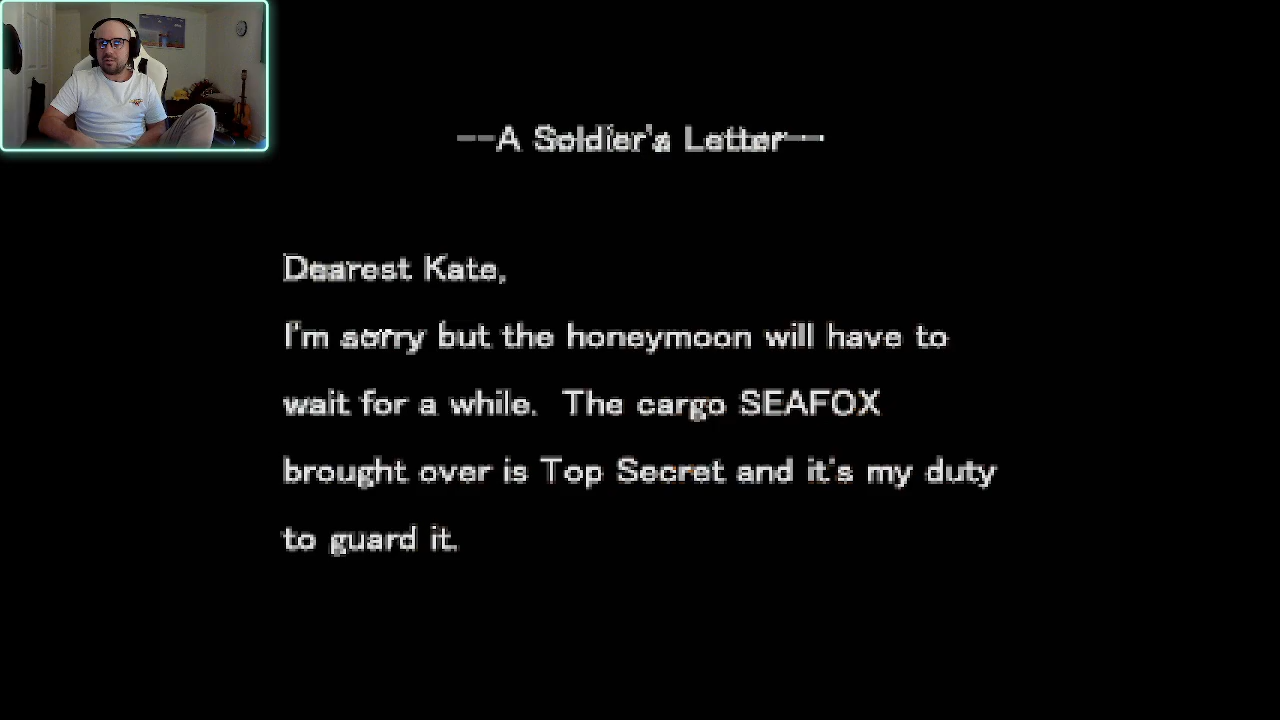 --A Soldier's Letter--
Dearest Kate,
I'm sorry but the honeymoon will have to
wait for a while. The cargo SEAFOX
brought over is Top Secret and it's my duty
to guard it.